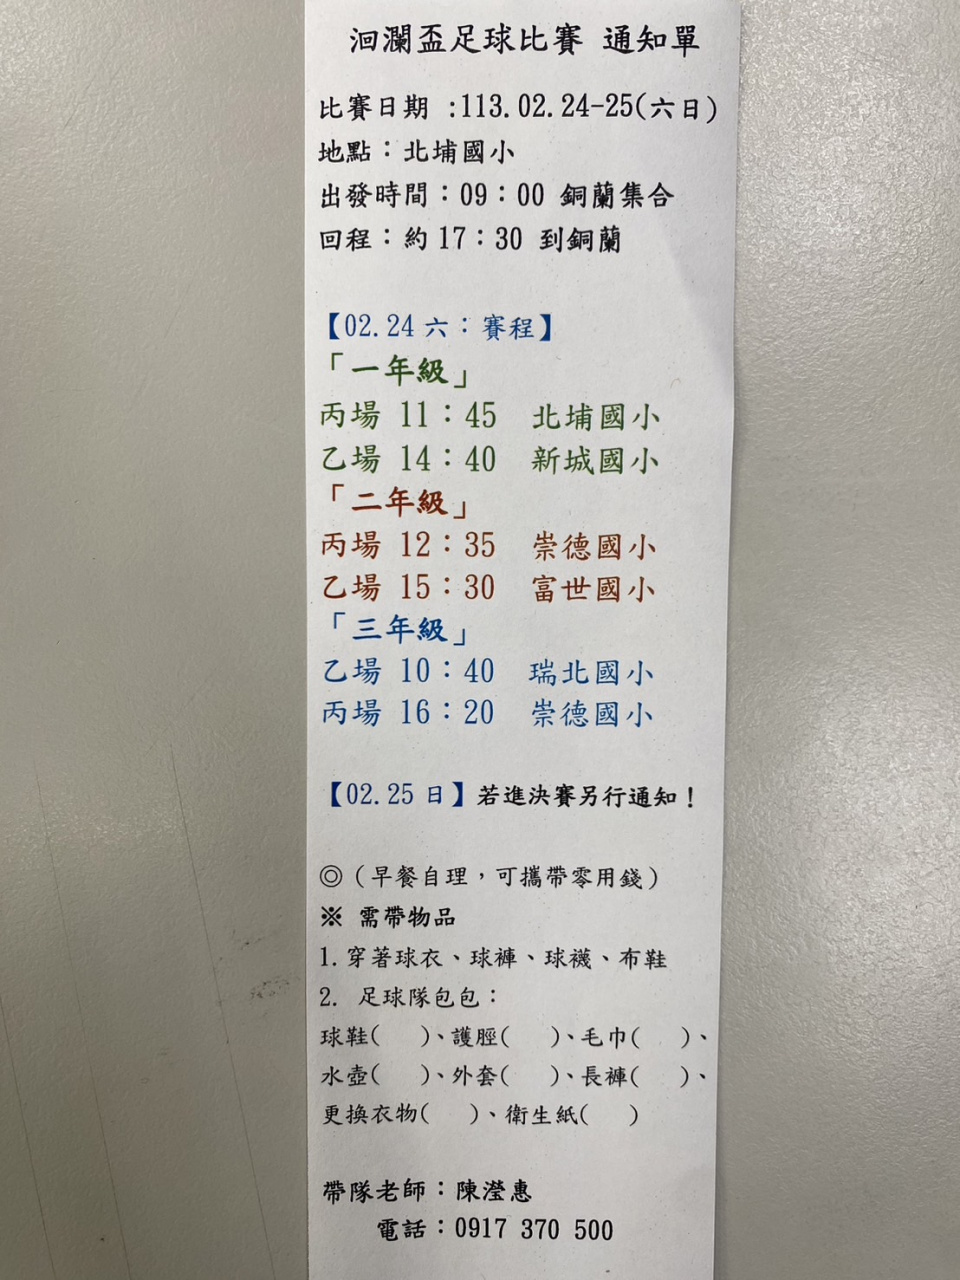 洄瀾盃足球比賽 通知單
比賽日期 :113.02.24-25(六日)
地點：北埔國小
出發時間：09：00 銅蘭集合
回程：約17：30 到銅蘭
【02.24 六：賽程】
「一年級」
丙場 11：45 北埔國小
乙場 14：40 新城國小
「二年級」
丙場 12：35 崇德國小
乙場 15：30 富世國小
「三年級」
乙場 10：40 瑞北國小
丙場 16：20 崇德國小
【02.25 日】若進決賽另行通知！
◎（早餐自理，可攜帶零用錢）
※ 需帶物品
1.穿著球衣、球褲、球襪、布鞋
2. 足球隊包包：
球鞋( )、護脛( )、毛巾( )、
水壺( )、外套( )、長褲( )、
更換衣物( )、衛生紙( )
帶隊老師：陳瀅惠
電話：0917 370 500